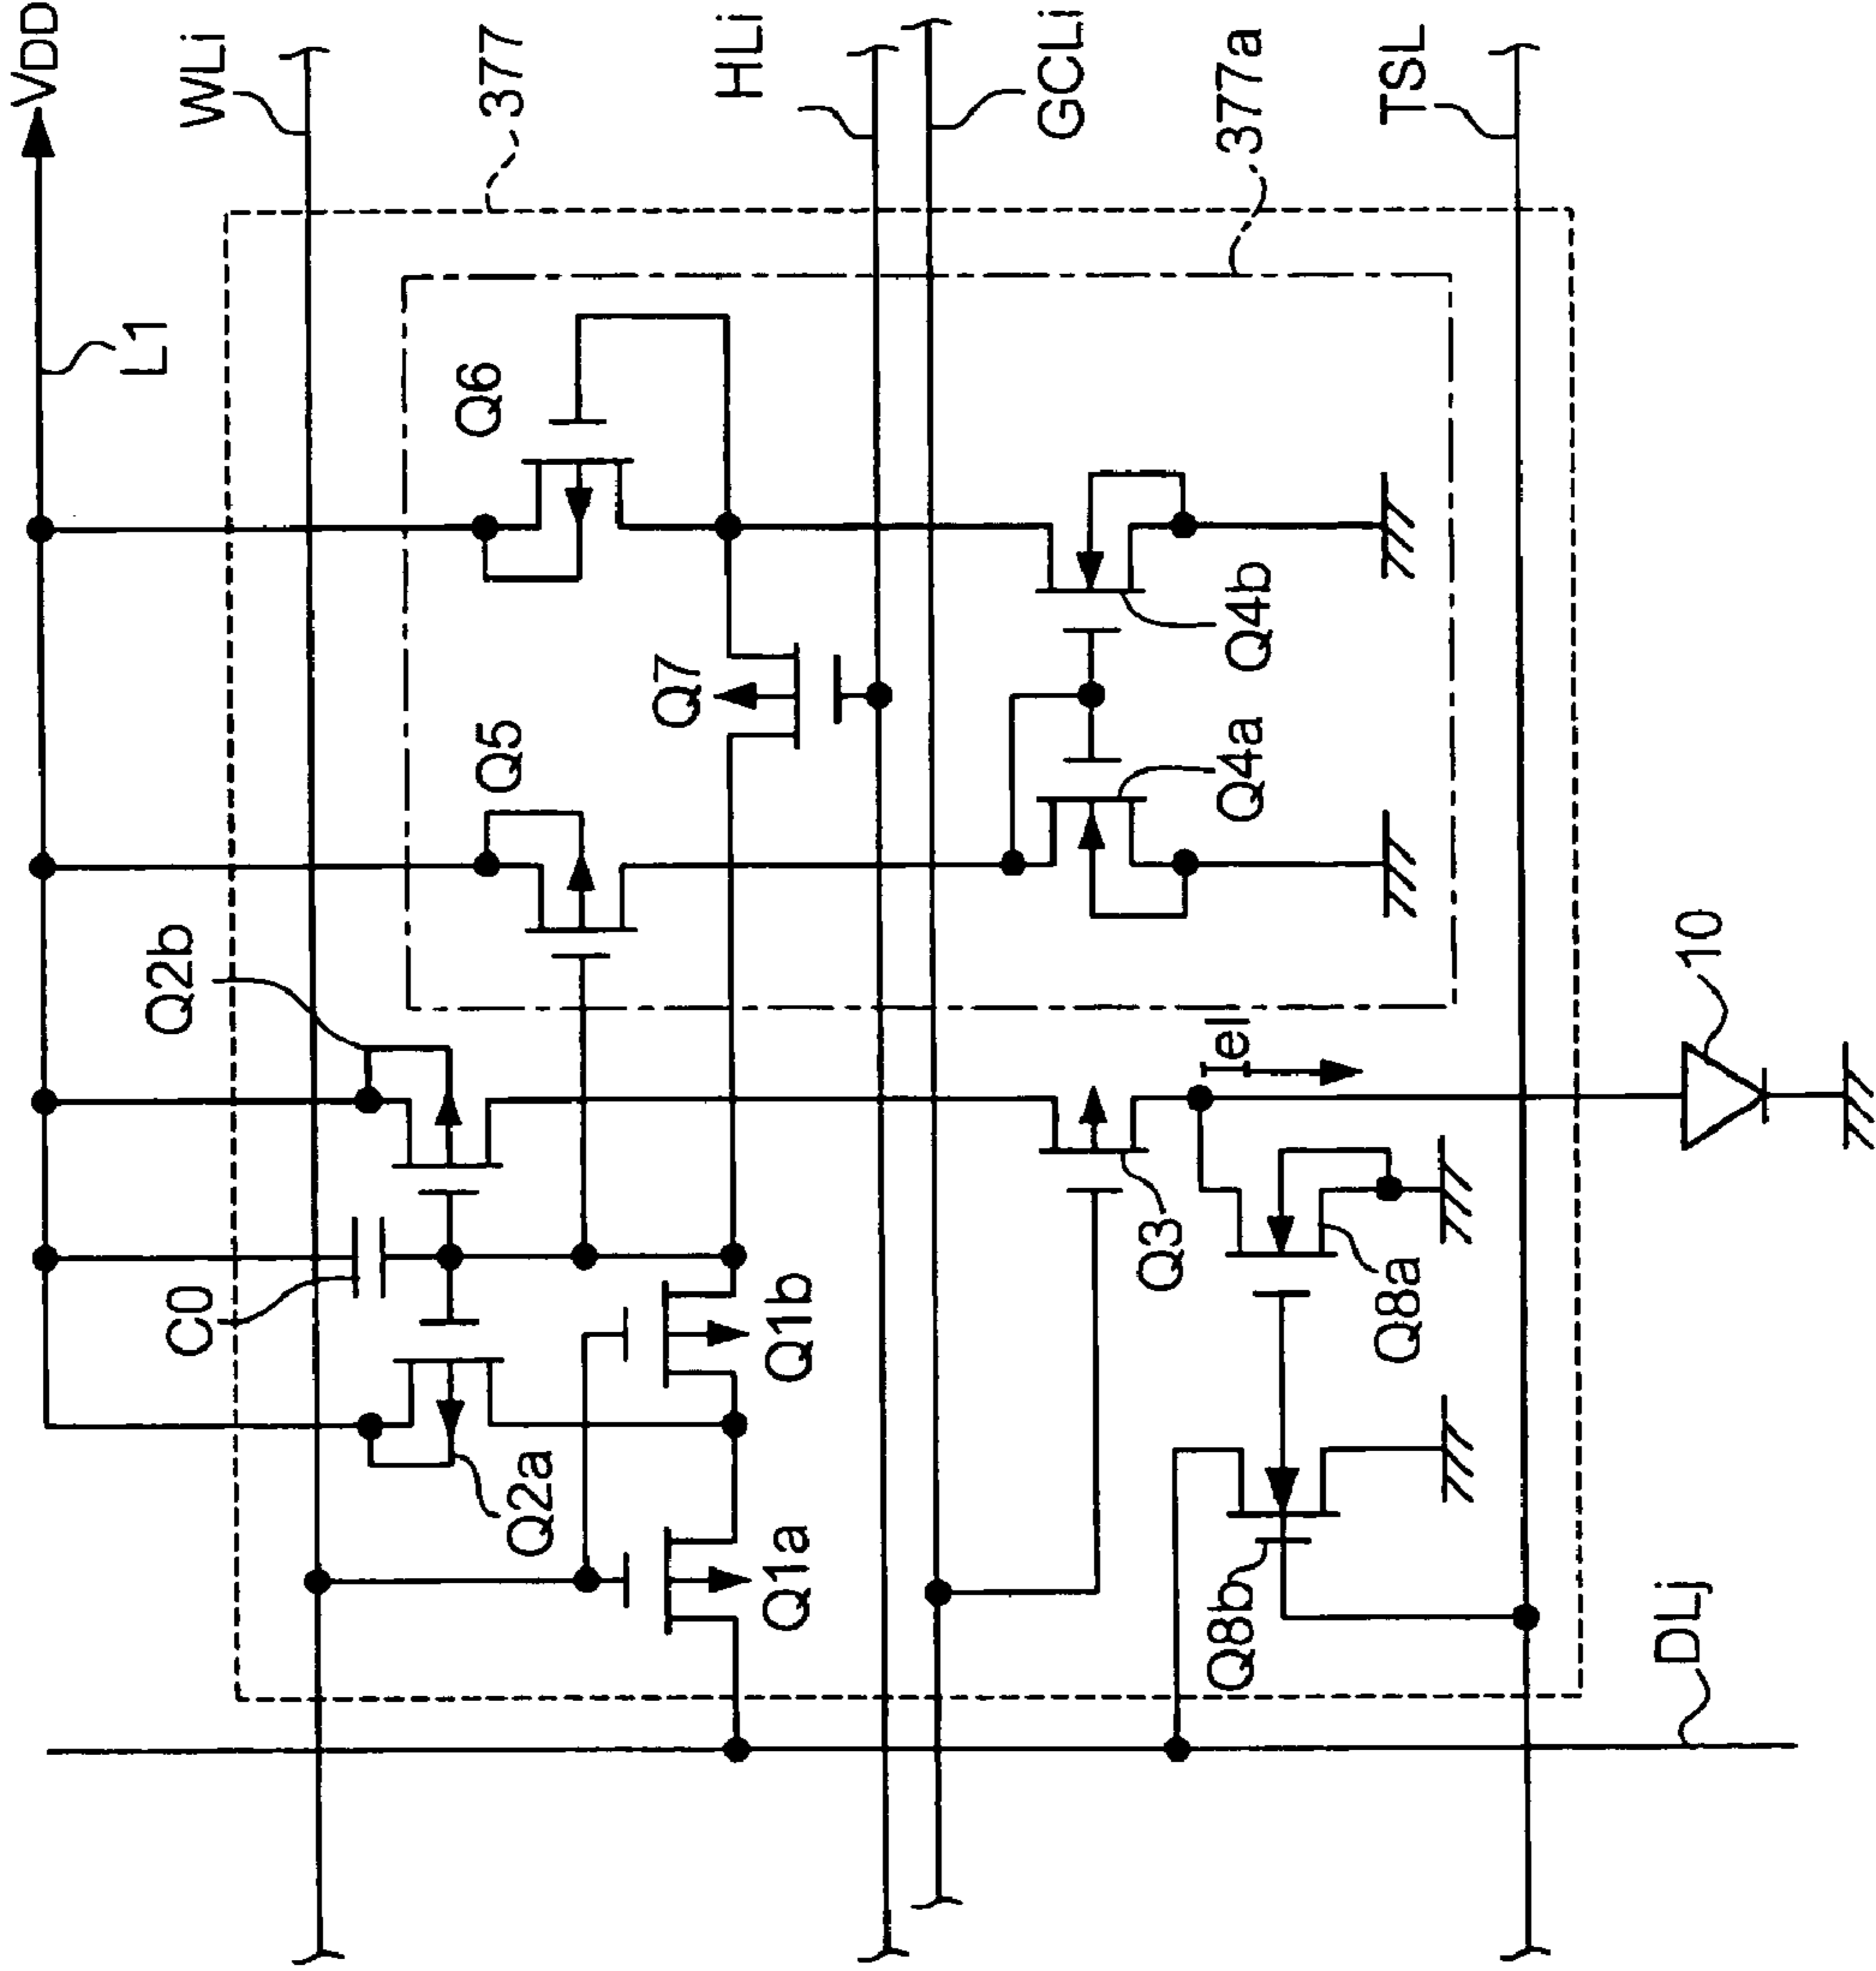 VDD
L1
WLi
377
HLi
GCLi
377a
TSL
Q2b
C0
Q5
Q6
Q7
Q2a
Q1b
Q1a
Q4a
Q4b
Iel
Q3
Q8a
Q8b
10
DLj